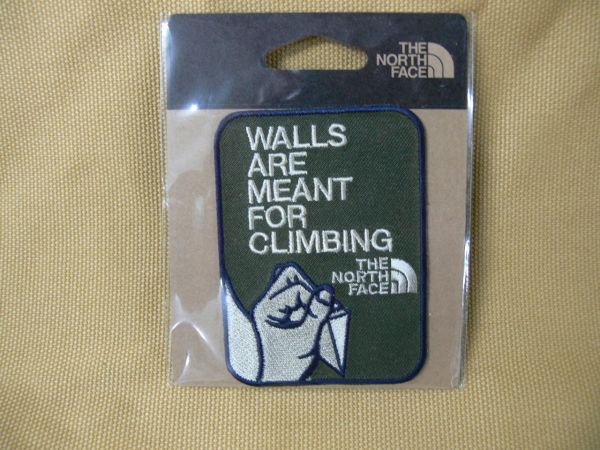 THE
NORTH
FACE
WALLS
ARE
MEANT
FOR
CLIMBING
THE
NORTH
FACE